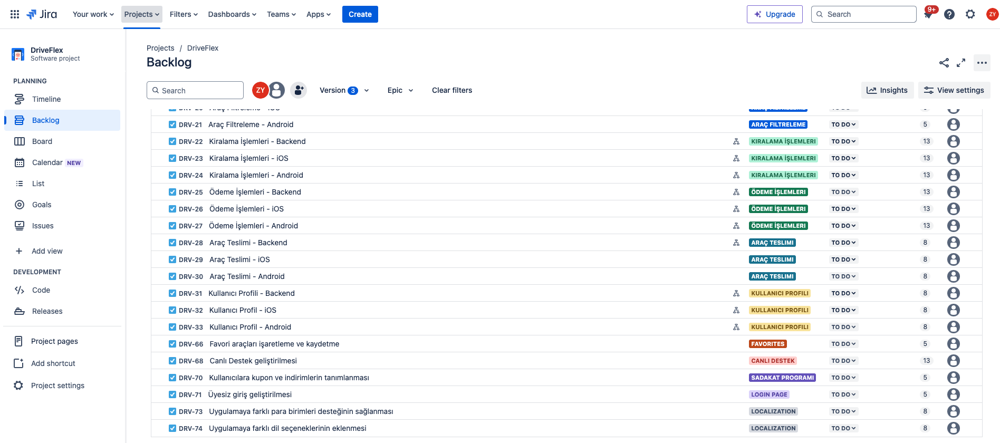 Jira Your work Projects Filters Dashboards Teams Apps Create Upgrade Search 9+ ZY
DriveFlex
Software project
PLANNING
Timeline
Backlog
Board
Calendar NEW
List
Goals
Issues
Add view
DEVELOPMENT
Code
Releases
Project pages
Add shortcut
Project settings
Projects / DriveFlex
Backlog
Search ZY Version 3 Epic Clear filters Insights View settings
DRV-21 Araç Filtreleme - Android ARAÇ FILTRELEME TO DO 5
DRV-22 Kiralama İşlemleri - Backend KIRALAMA İŞLEMLERI TO DO 13
DRV-23 Kiralama İşlemleri - iOS KIRALAMA İŞLEMLERI TO DO 13
DRV-24 Kiralama İşlemleri - Android KIRALAMA İŞLEMLERI TO DO 13
DRV-25 Ödeme İşlemleri - Backend ÖDEME İŞLEMLERI TO DO 13
DRV-26 Ödeme İşlemleri - iOS ÖDEME İŞLEMLERI TO DO 13
DRV-27 Ödeme İşlemleri - Android ÖDEME İŞLEMLERI TO DO 13
DRV-28 Araç Teslimi - Backend ARAÇ TESLIMI TO DO 8
DRV-29 Araç Teslimi - iOS ARAÇ TESLIMI TO DO 8
DRV-30 Araç Teslimi - Android ARAÇ TESLIMI TO DO 8
DRV-31 Kullanıcı Profili - Backend KULLANICI PROFILI TO DO 8
DRV-32 Kullanıcı Profil - iOS KULLANICI PROFILI TO DO 8
DRV-33 Kullanıcı Profil - Android KULLANICI PROFILI TO DO 8
DRV-66 Favori araçları işaretleme ve kaydetme FAVORITES TO DO 5
DRV-68 Canlı Destek geliştirilmesi CANLI DESTEK TO DO 13
DRV-70 Kullanıcılara kupon ve indirimlerin tanımlanması SADAKAT PROGRAMI TO DO 5
DRV-71 Üyesiz giriş geliştirilmesi LOGIN PAGE TO DO 5
DRV-73 Uygulamaya farklı para birimleri desteğinin sağlanması LOCALIZATION TO DO 8
DRV-74 Uygulamaya farklı dil seçeneklerinin eklenmesi LOCALIZATION TO DO 8